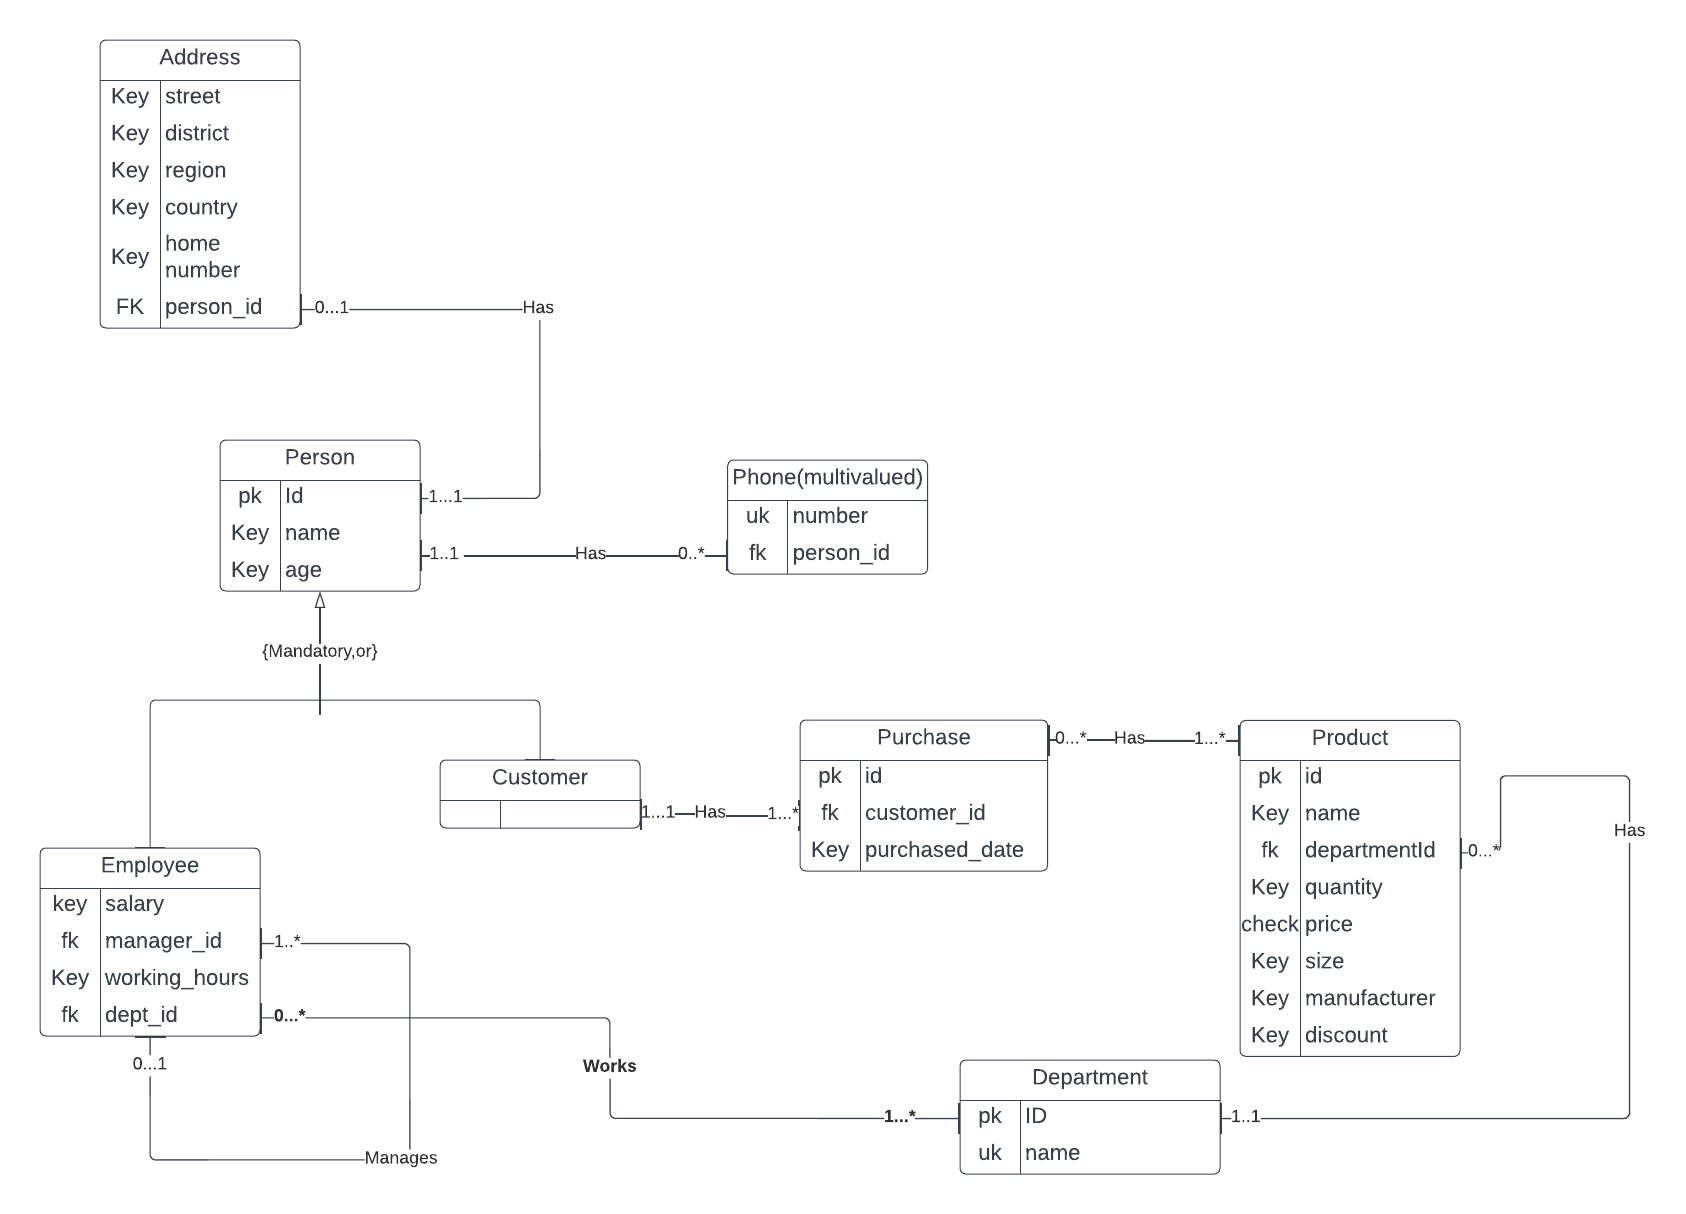 Address
Key street
Key district
Key region
Key country
Key home
number
FK person_id
0...1
Has
Person
pk Id
Key name
Key age
1...1
1..1
Has
0..*
Phone(multivalued)
uk number
fk person_id
{Mandatory,or}
Customer
1...1
Has
1...*
Purchase
pk id
fk customer_id
Key purchased_date
0...*
Has
1...*
Product
pk id
Key name
fk departmentId
Key quantity
check price
Key size
Key manufacturer
Key discount
0...*
Has
Employee
key salary
fk manager_id
Key working_hours
fk dept_id
1..*
0...*
0...1
Manages
Works
1...*
Department
pk ID
uk name
1..1